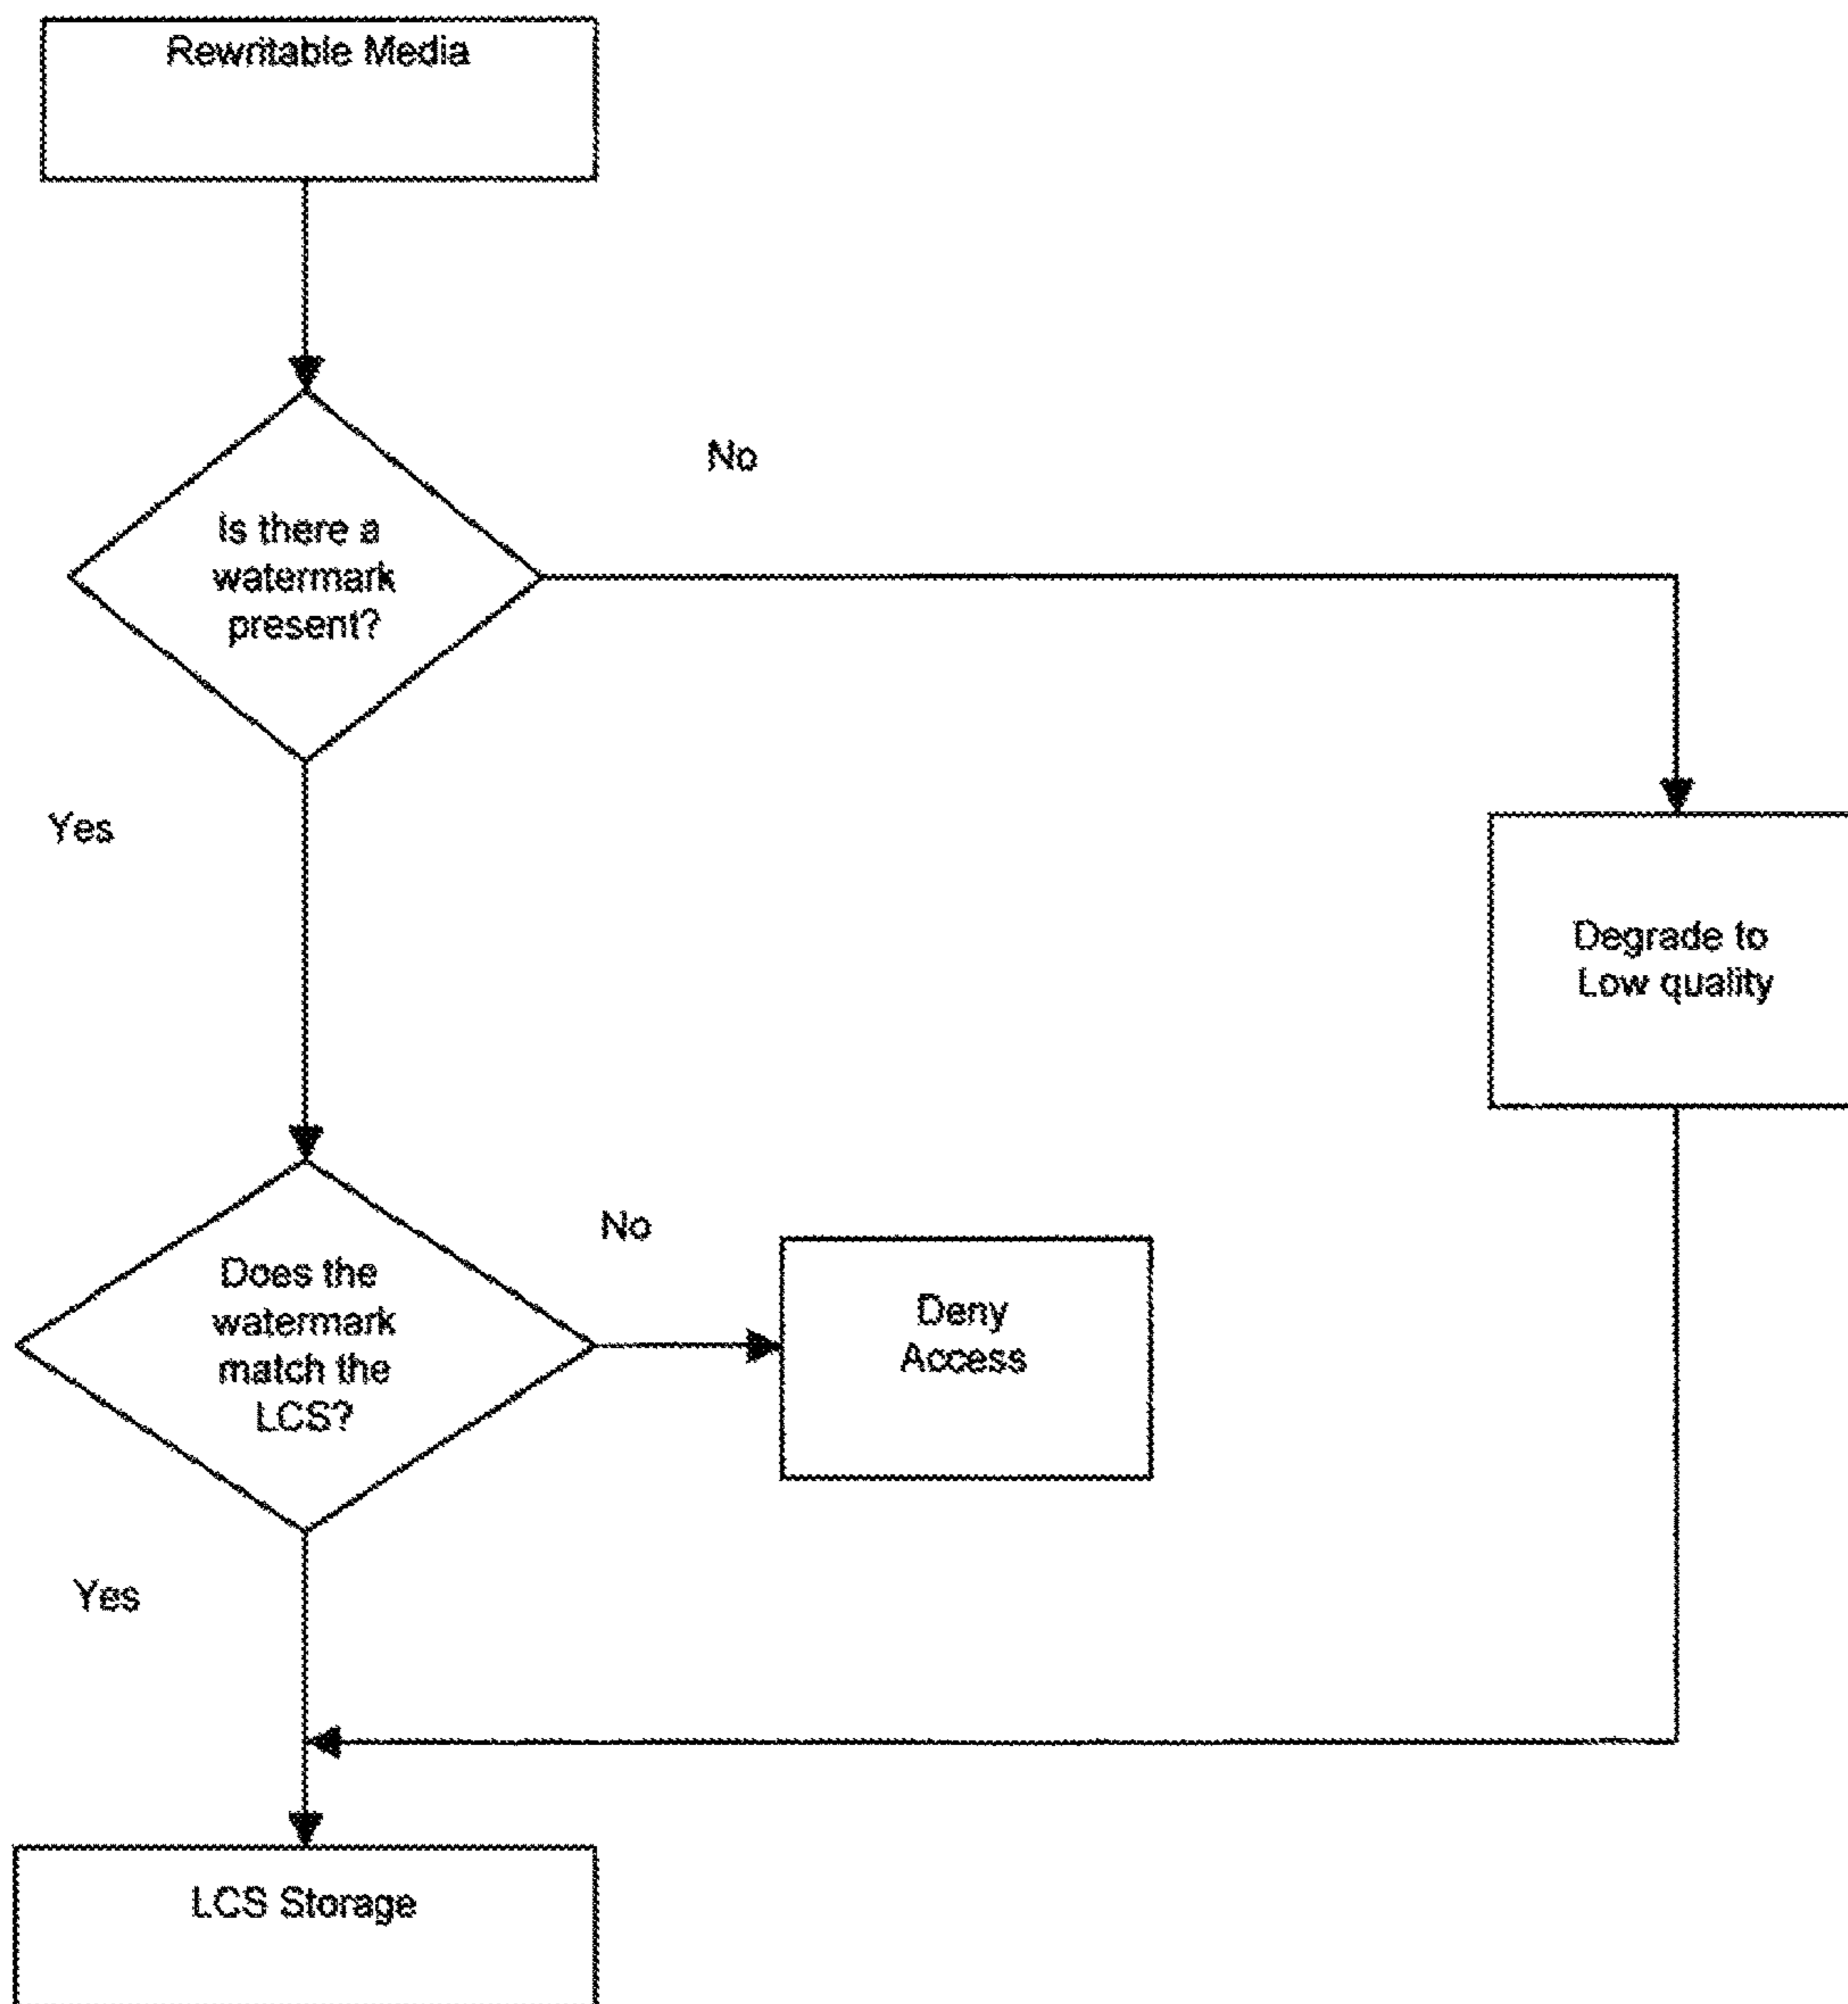 Rewritable Media
No
Is there a
watermark
present?
Yes
Degrade to
Low quality
No
Does the
watermark
match the
LCS?
Deny
Access
Yes
LCS Storage